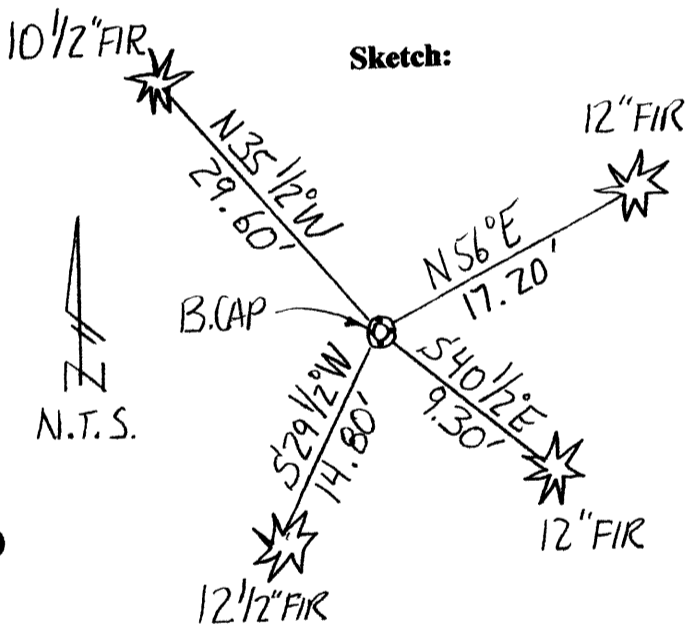 10 1/2" FIR
Sketch:
12" FIR
N35 1/2°W
29.60'
N56°E
17.20'
B.CAP
S40 1/2°E
9.30'
S29 1/2°W
14.80'
N
N.T.S.
12" FIR
12 1/2" FIR